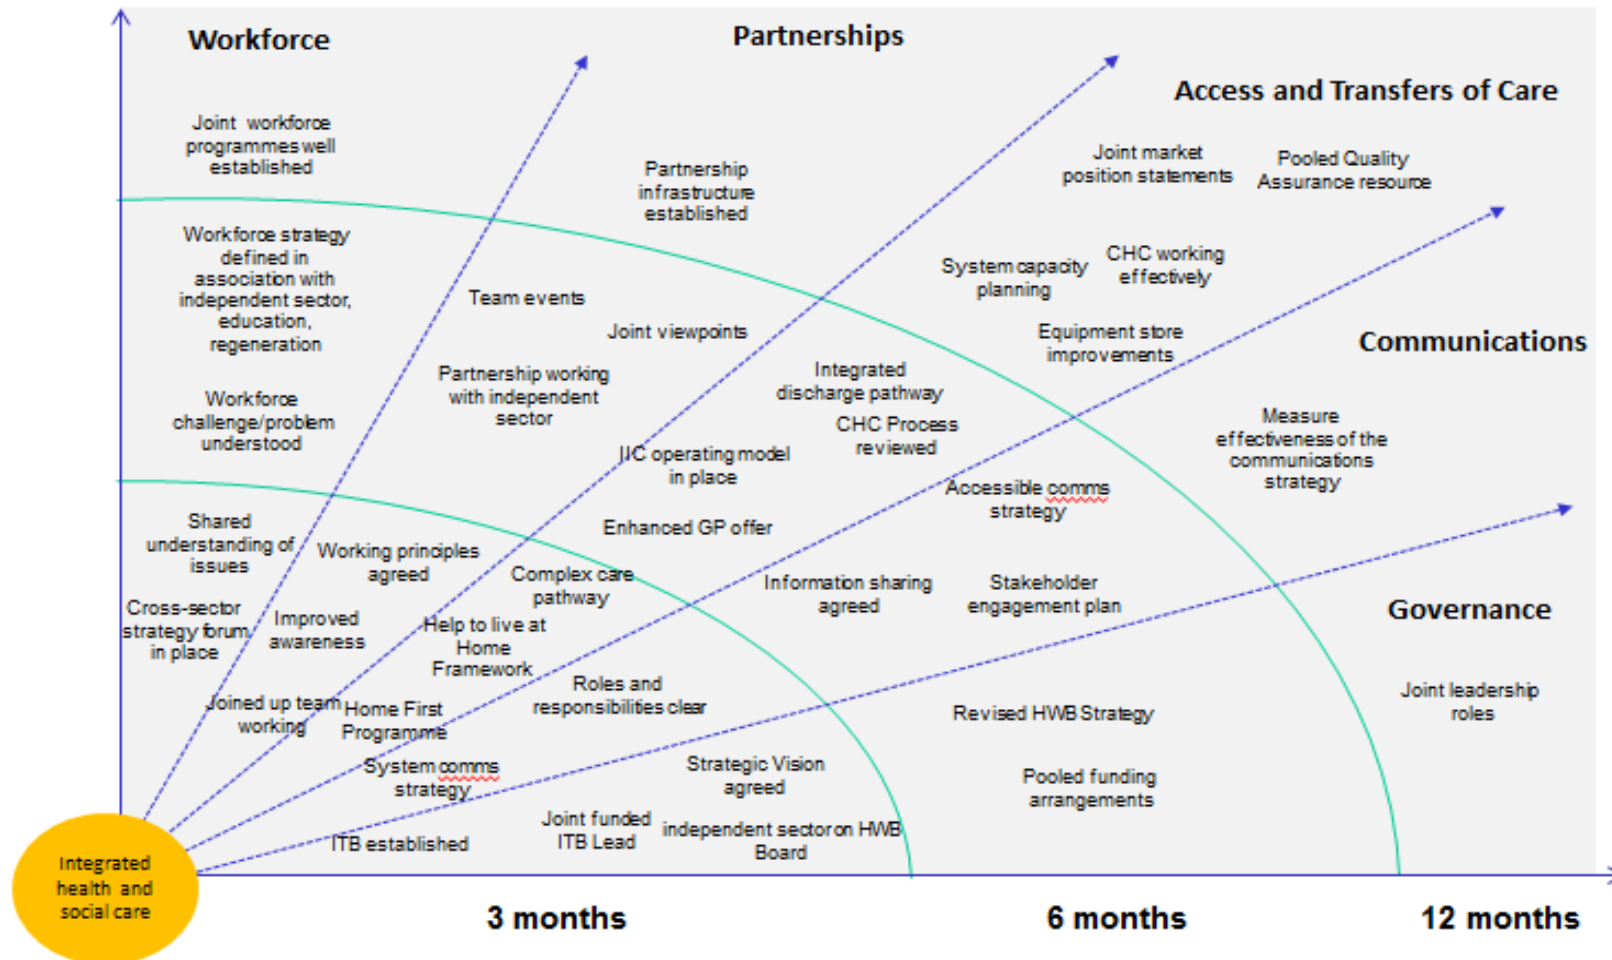 Workforce
Partnerships
Access and Transfers of Care
Joint workforce
programmes well
established
Partnership
infrastructure
established
Joint market
position statements
Pooled Quality
Assurance resource
Workforce strategy
defined in
association with
independent sector,
education,
regeneration
Team events
Joint viewpoints
System capacity
planning
CHC working
effectively
Equipment store
improvements
Communications
Workforce
challenge/problem
understood
Partnership working
with independent
sector
Integrated
discharge pathway
CHC Process
reviewed
IIC operating model
in place
Measure
effectiveness of the
communications
strategy
Accessible comms
strategy
Shared
understanding of
issues
Working principles
agreed
Enhanced GP offer
Complex care
pathway
Information sharing
agreed
Stakeholder
engagement plan
Governance
Cross-sector
strategy forum
in place
Improved
awareness
Help to live at
Home
Framework
Joined up team
working
Home First
Programme
Roles and
responsibilities clear
Revised HWB Strategy
Joint leadership
roles
System comms
strategy
Strategic Vision
agreed
Pooled funding
arrangements
ITB established
Joint funded
ITB Lead
independent sector on HWB
Board
Integrated
health and
social care
3 months
6 months
12 months